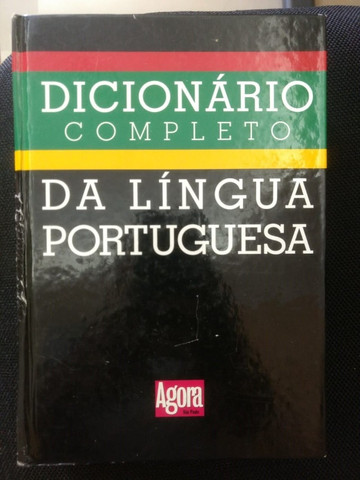 DICIONÁRIO
COMPLETO
DA LÍNGUA
PORTUGUESA
Agora